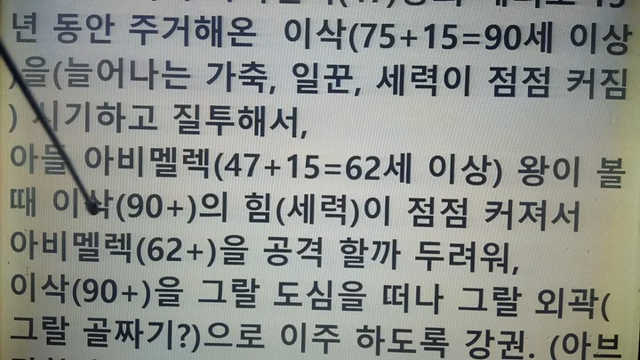 년 동안 주거해온 이삭(75+15=90세 이상
)을(늘어나는 가축, 일꾼, 세력이 점점 커짐
) 시기하고 질투해서,
아들 아비멜렉(47+15=62세 이상) 왕이 볼
때 이삭(90+)의 힘(세력)이 점점 커져서
아비멜렉(62+)을 공격 할까 두려워,
이삭(90+)을 그랄 도심을 떠나 그랄 외곽(
그랄 골짜기?)으로 이주 하도록 강권. (아브